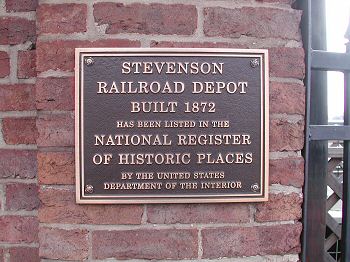 STEVENSON
RAILROAD DEPOT
BUILT 1872
HAS BEEN LISTED IN THE
NATIONAL REGISTER
OF HISTORIC PLACES
BY THE UNITED STATES
DEPARTMENT OF THE INTERIOR